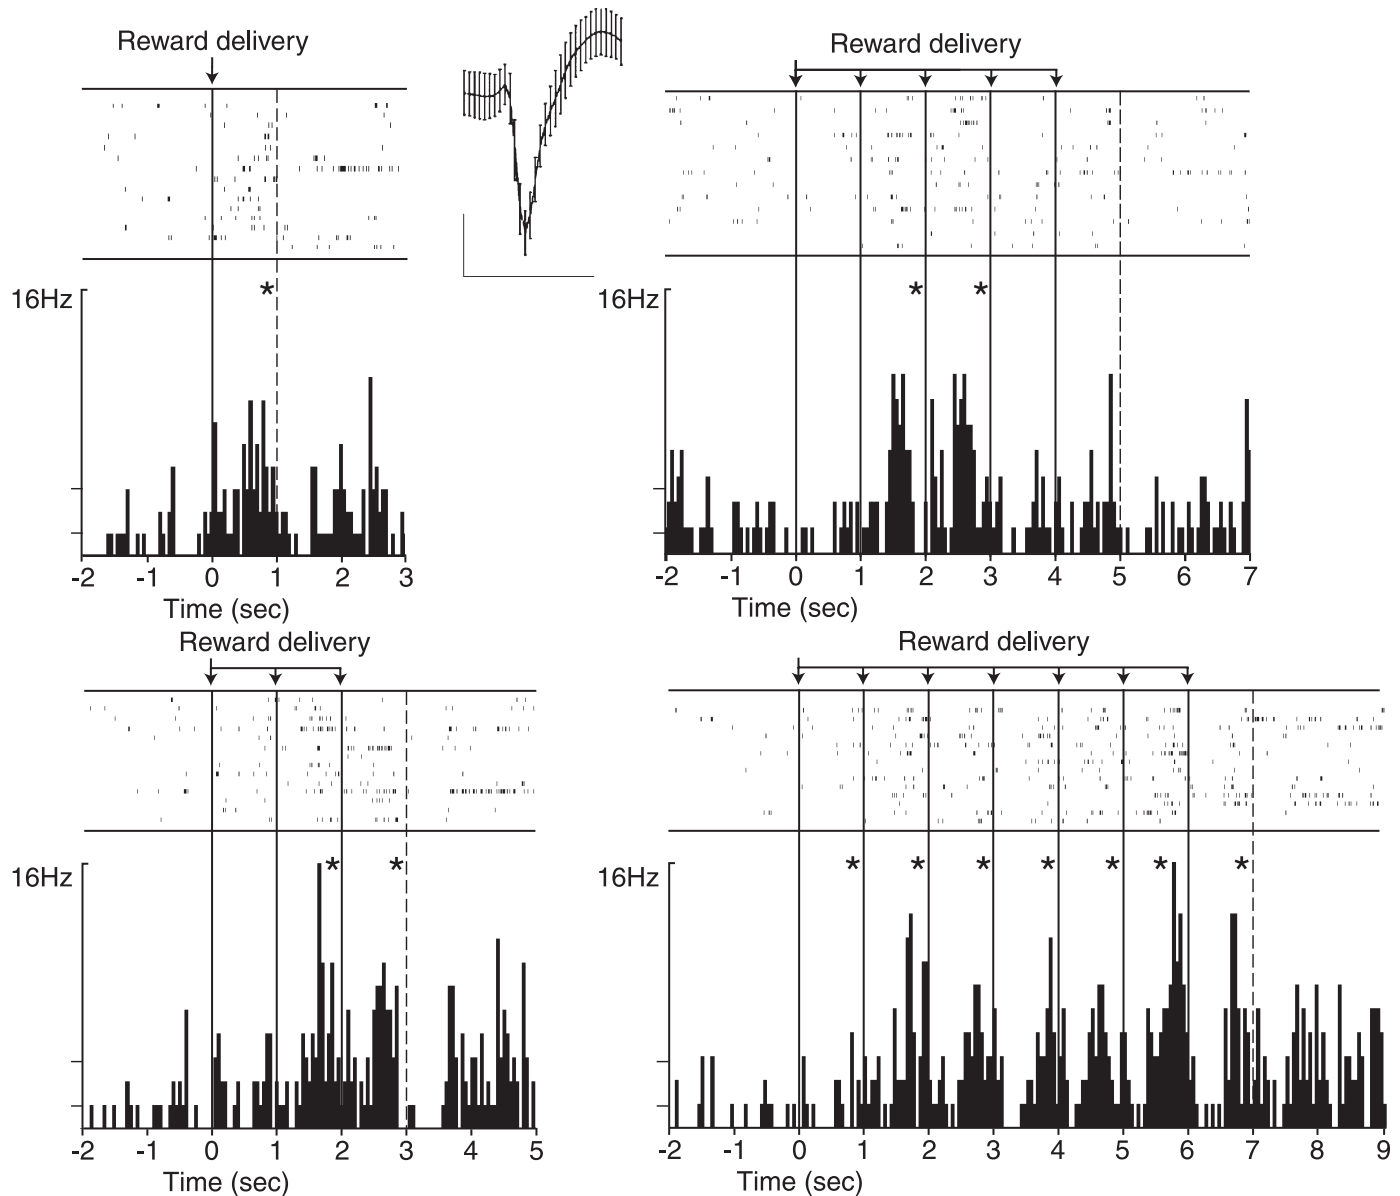 Reward delivery
*
16Hz
-2 -1 0 1 2 3
Time (sec)
Reward delivery
* *
16Hz
-2 -1 0 1 2 3 4 5 6 7
Time (sec)
Reward delivery
* *
16Hz
-2 -1 0 1 2 3 4 5
Time (sec)
Reward delivery
* * * * * * *
16Hz
-2 -1 0 1 2 3 4 5 6 7 8 9
Time (sec)